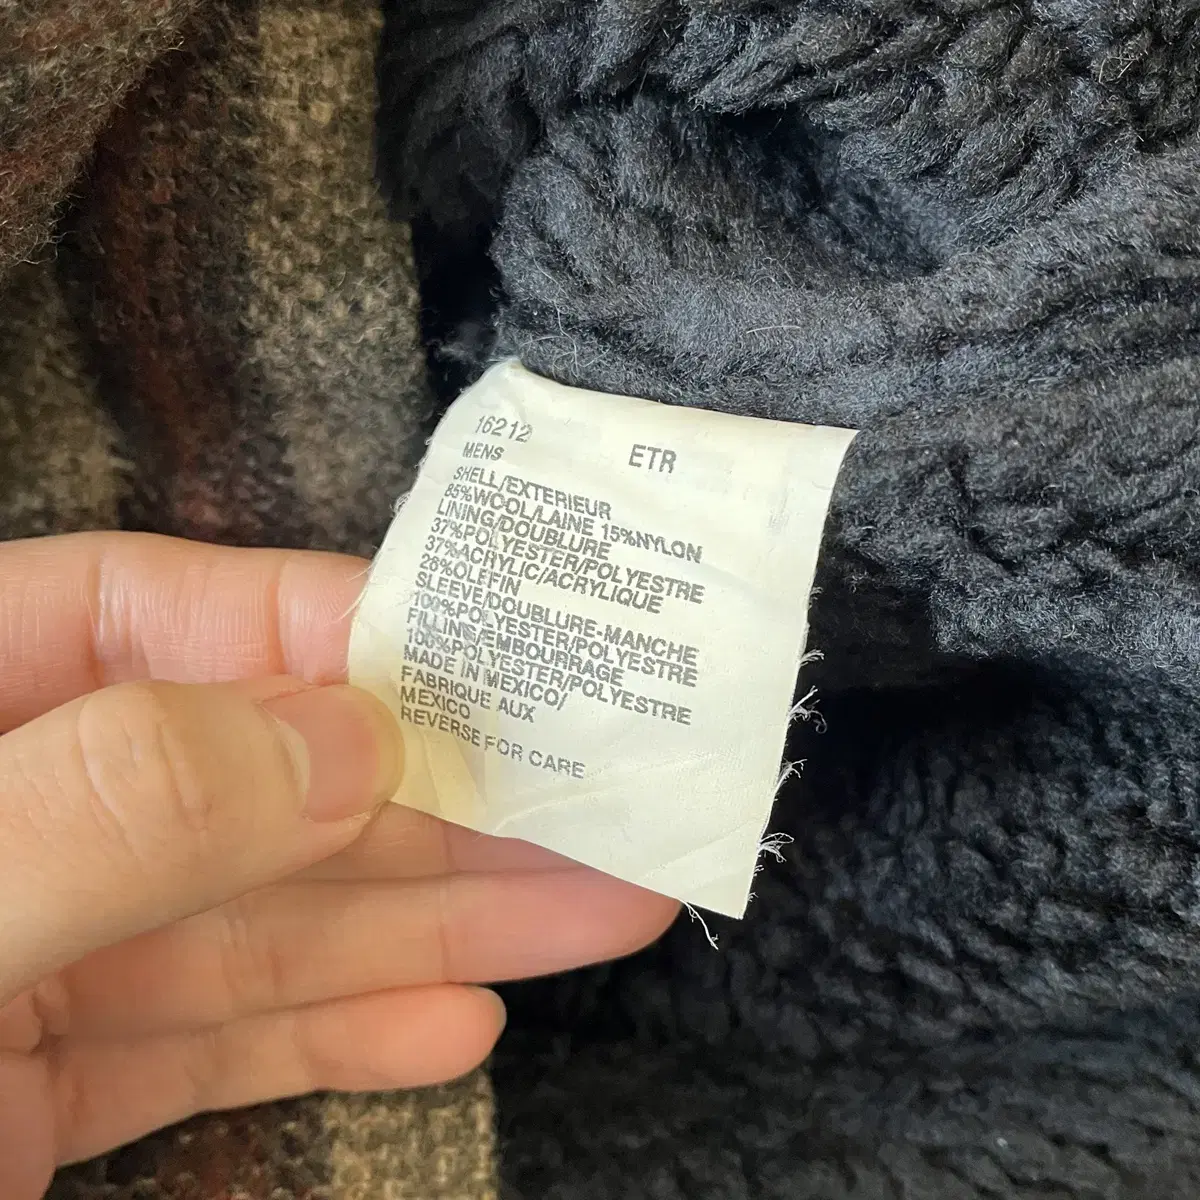 16212
MENS
ETR
SHELL/EXTERIEUR
85%WOOL/LAINE 15%NYLON
LINING/DOUBLURE
37%POLYESTER/POLYESTRE
37%ACRYLIC/ACRYLIQUE
26%OLEFIN
SLEEVE/DOUBLURE-MANCHE
100%POLYESTER/POLYESTRE
FILLING/EMBOURRAGE
100%POLYESTER/POLYESTRE
MADE IN MEXICO/
FABRIQUE AUX
MEXICO
REVERSE FOR CARE